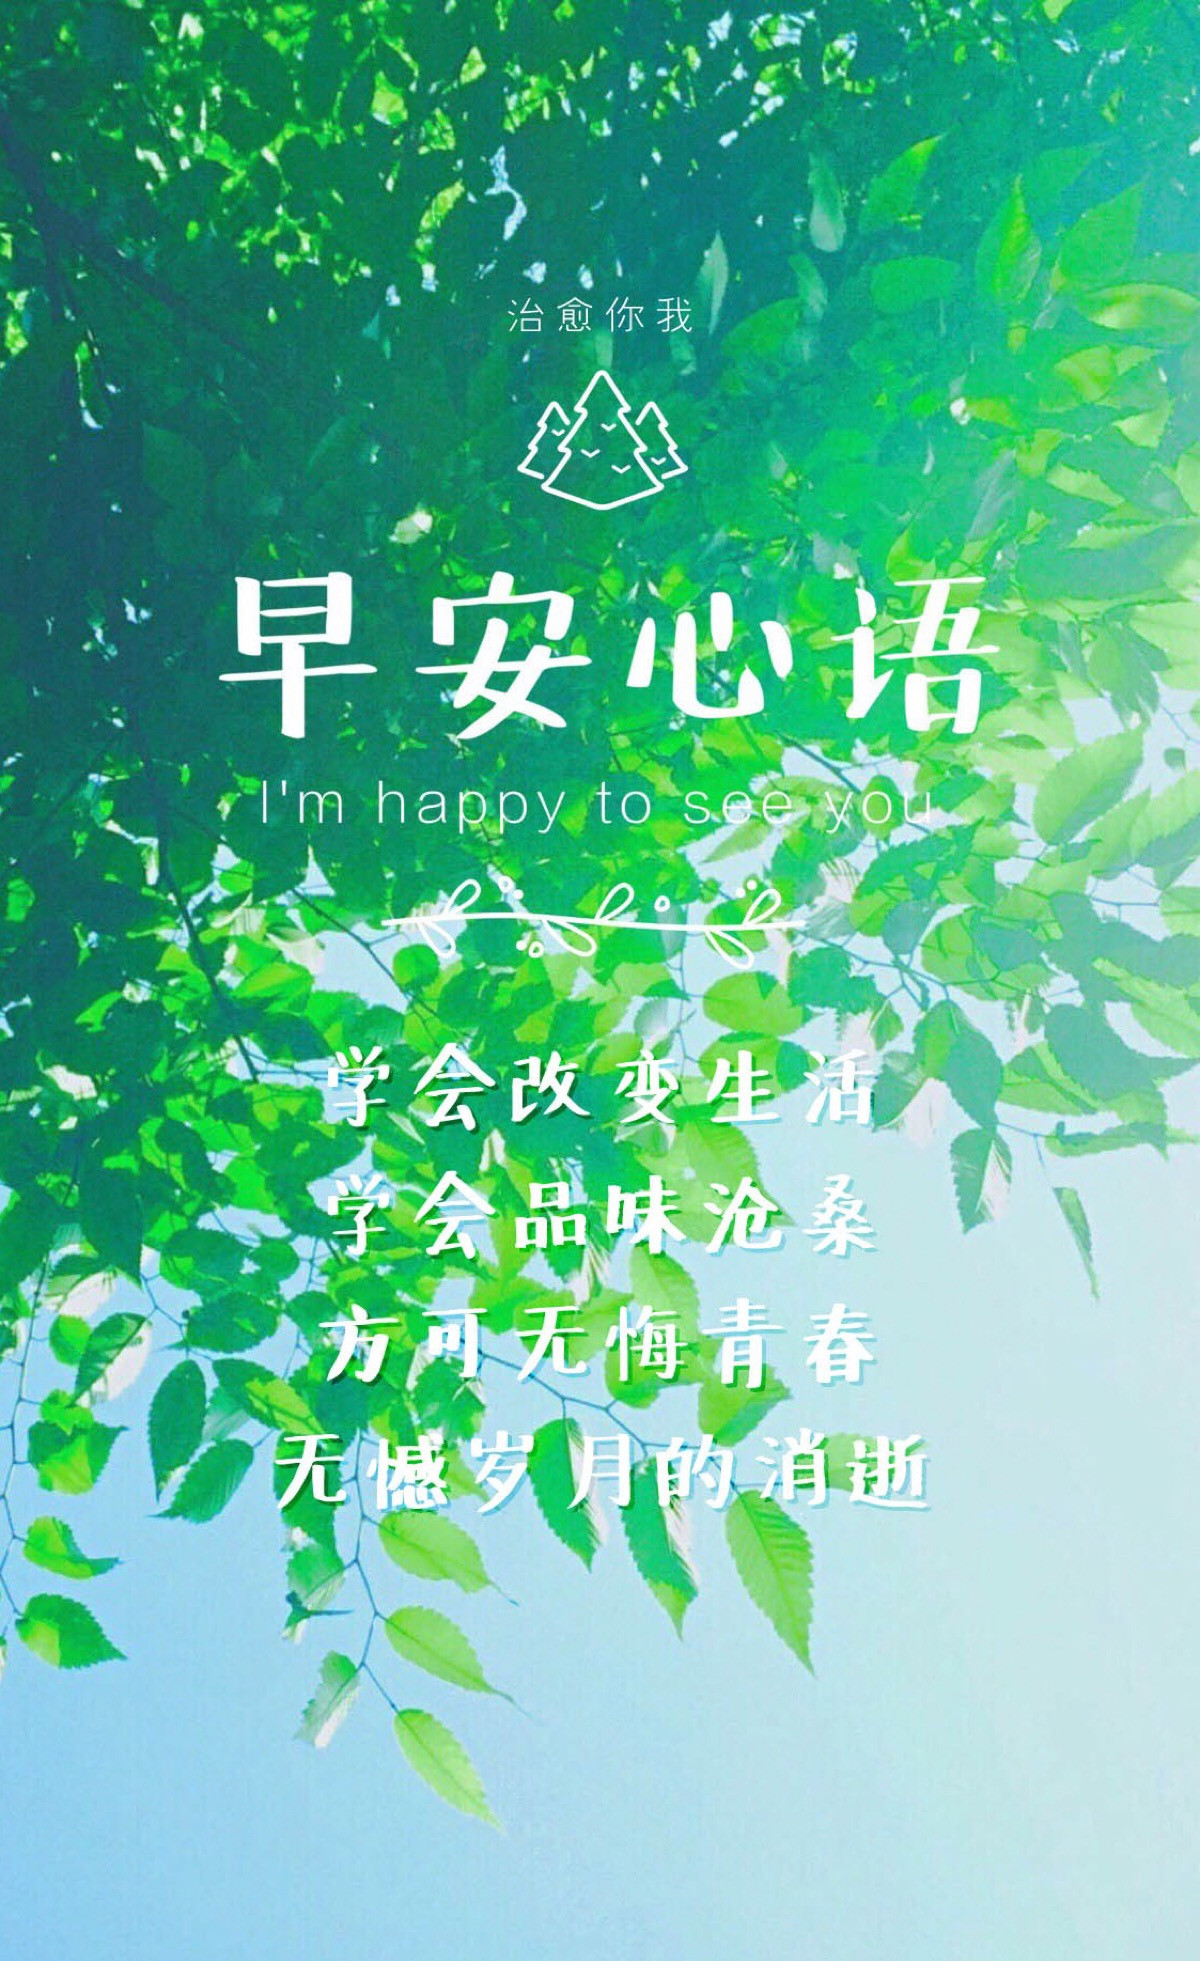 治愈你我
早安心语
I'm happy to see you
学会改变生活
学会品味沧桑
方可无悔青春
无憾岁月的消逝